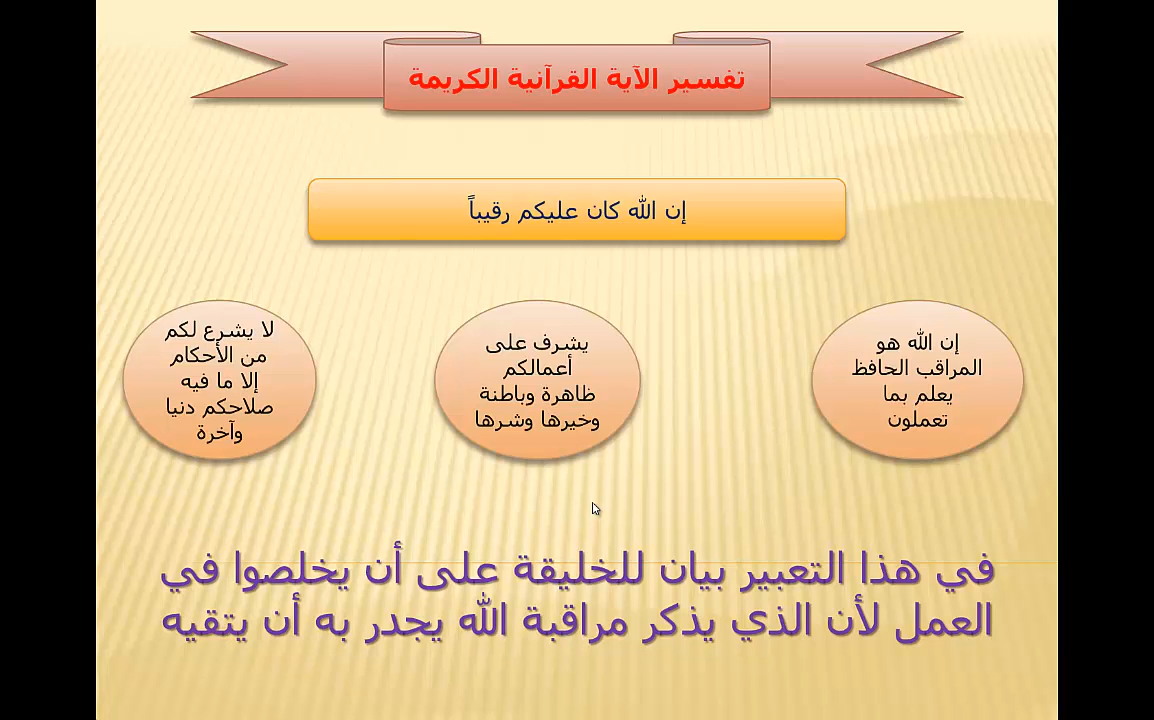 تفسير الآية القرآنية الكريمة
إن الله كان عليكم رقيباً
إن الله هو
المراقب الحافظ
يعلم بما
تعملون
يشرف على
أعمالكم
ظاهرة وباطنة
وخيرها وشرها
لا يشرع لكم
من الأحكام
إلا ما فيه
صلاحكم دنيا
وآخرة
في هذا التعبير بيان للخليقة على أن يخلصوا في
العمل لأن الذي يذكر مراقبة الله يجدر به أن يتقيه